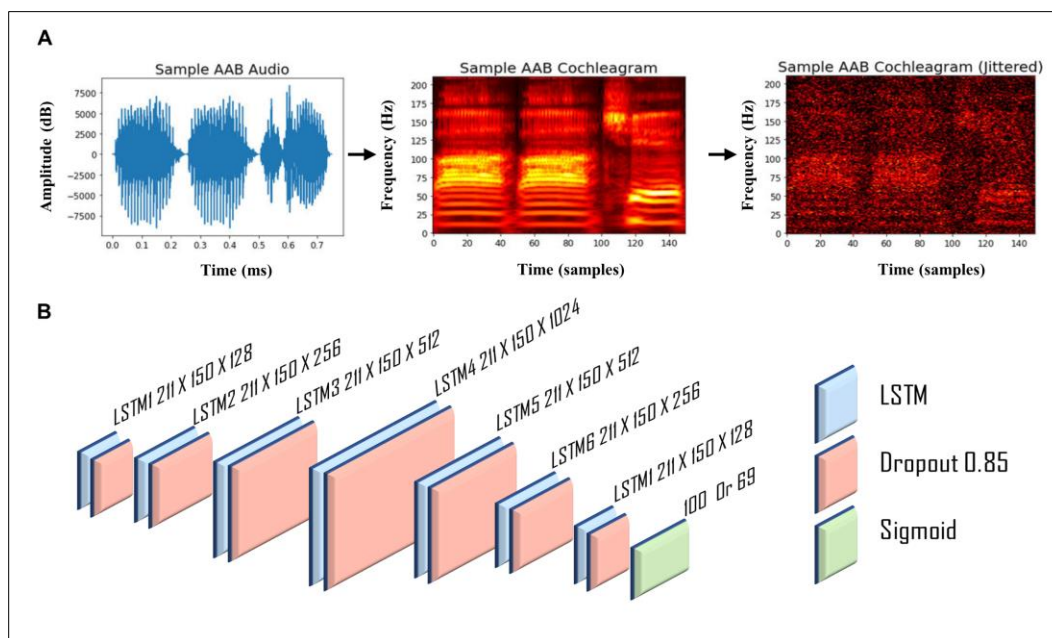 A
Sample AAB Audio
Amplitude (dB)
7500
5000
2500
0
−2500
−5000
−7500
0.0 0.1 0.2 0.3 0.4 0.5 0.6 0.7
Time (ms)
Sample AAB Cochleagram
Frequency (Hz)
200
175
150
125
100
75
50
25
0
0 20 40 60 80 100 120 140
Time (samples)
Sample AAB Cochleagram (Jittered)
Frequency (Hz)
200
175
150
125
100
75
50
25
0
0 20 40 60 80 100 120 140
Time (samples)
B
LSTM1 211 X 150 X 128
LSTM2 211 X 150 X 256
LSTM3 211 X 150 X 512
LSTM4 211 X 150 X 1024
LSTM5 211 X 150 X 512
LSTM6 211 X 150 X 256
LSTM1 211 X 150 X 128
100 Or 69
LSTM
Dropout 0.85
Sigmoid